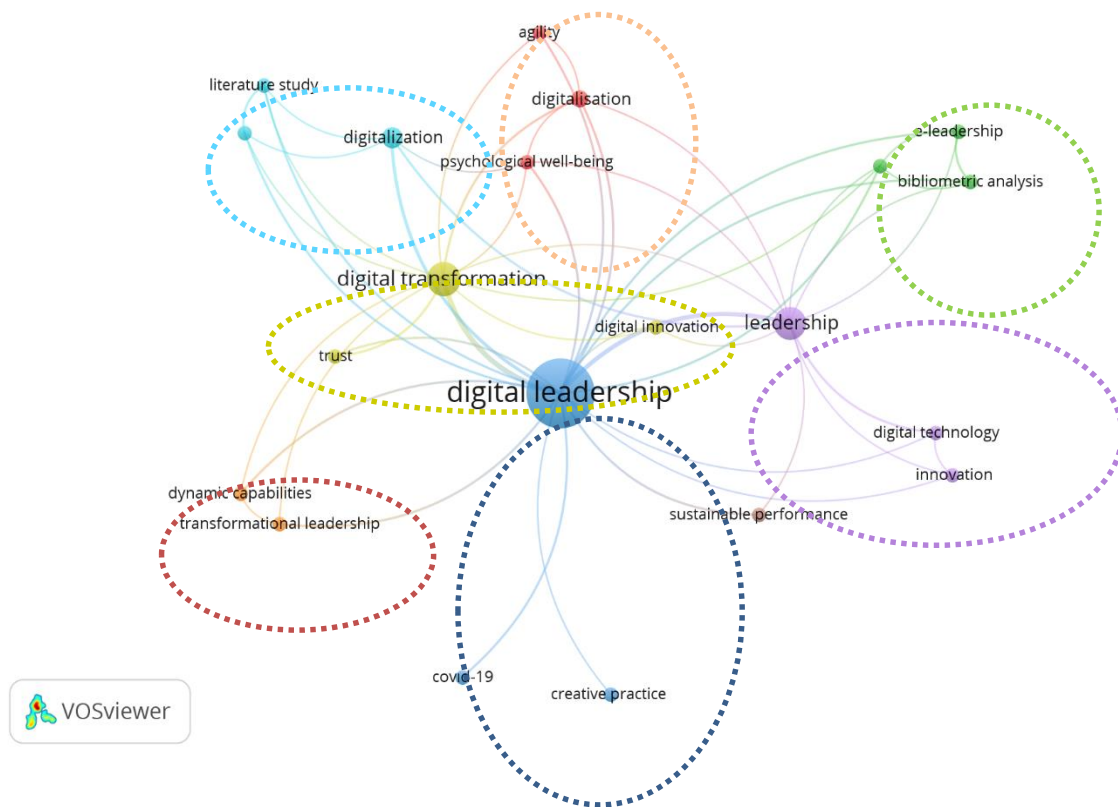 agility
literature study
digitalisation
digitalization
e-leadership
psychological well-being
bibliometric analysis
digital transformation
leadership
digital innovation
trust
digital leadership
digital technology
innovation
dynamic capabilities
sustainable performance
transformational leadership
covid-19
creative practice
VOSviewer